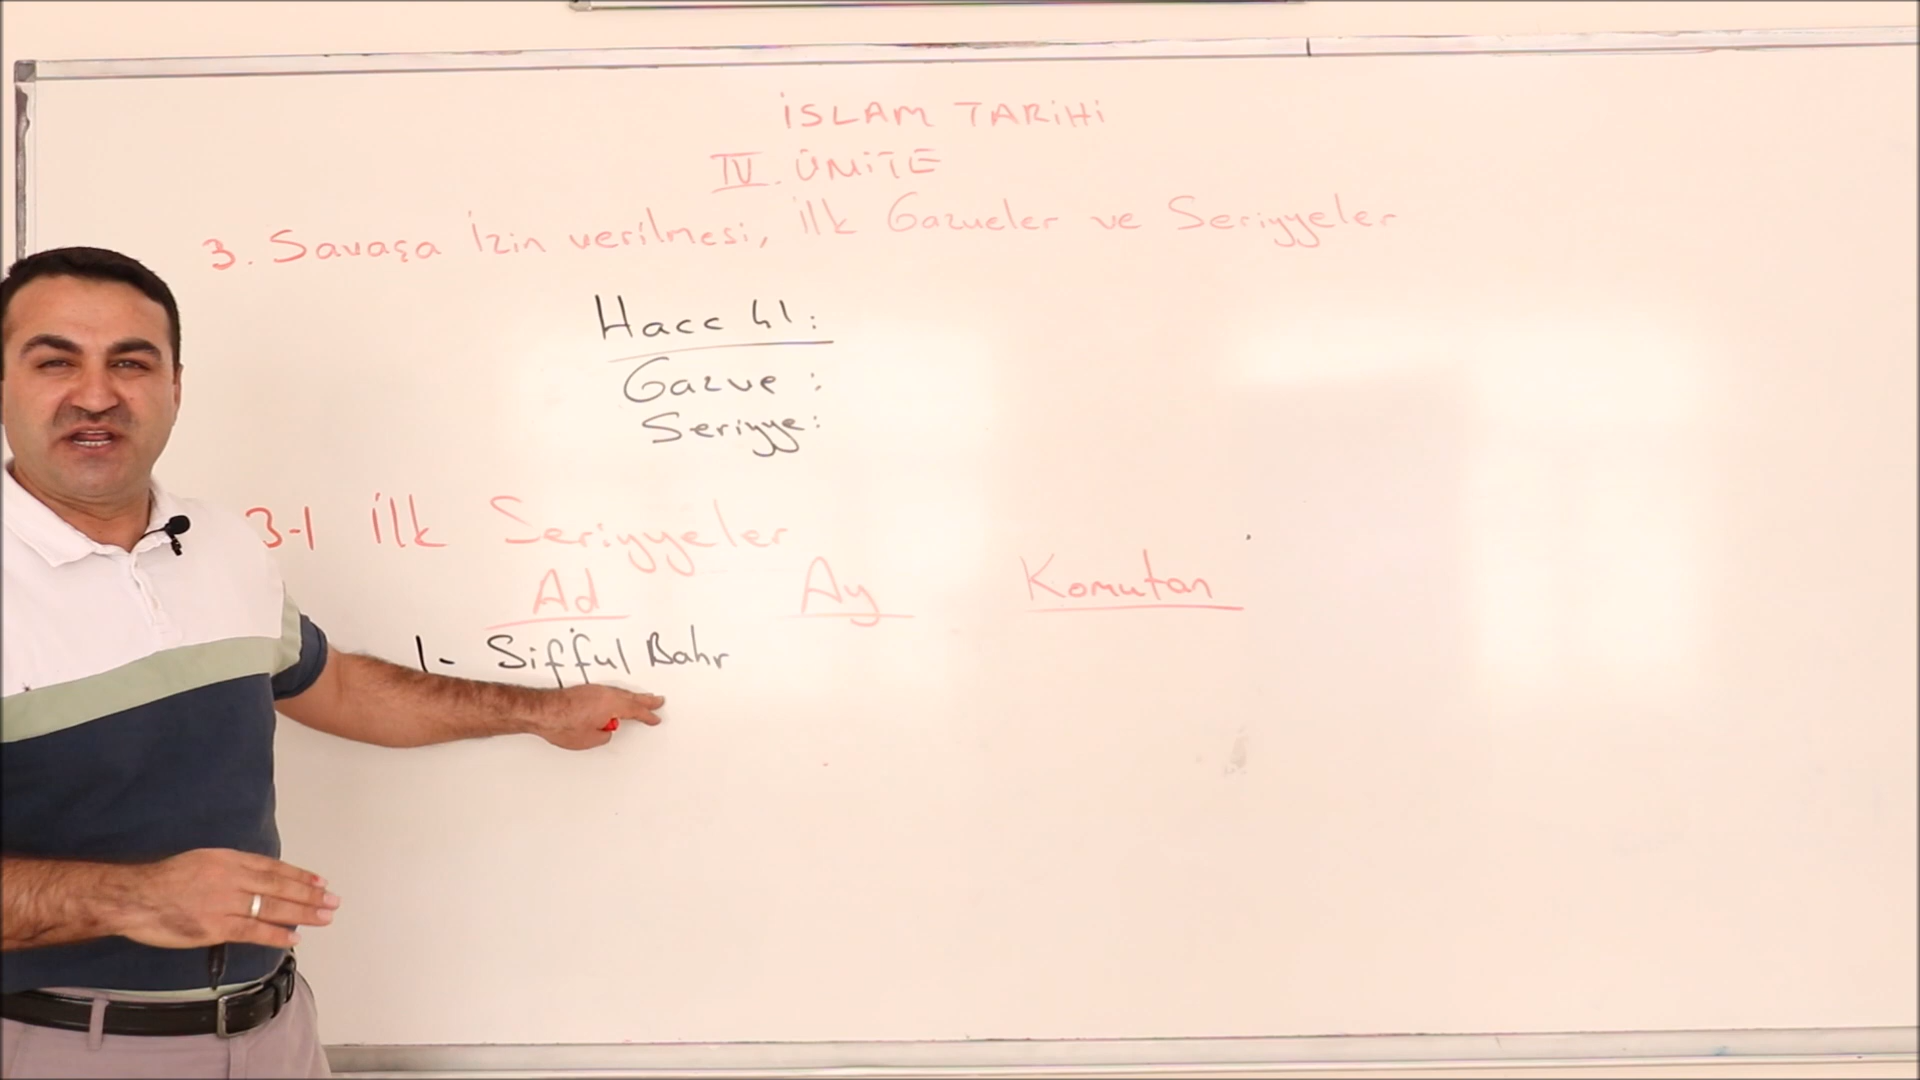 İSLAM TARİHİ
IV. ÜNİTE
3. Savaşa İzin verilmesi, İlk Gazveler ve Seriyyeler
Hacc 41:
Gazve :
Seriyye:
3-1 İlk Seriyyeler
Ad Ay Komutan
1- Sifful Bahr